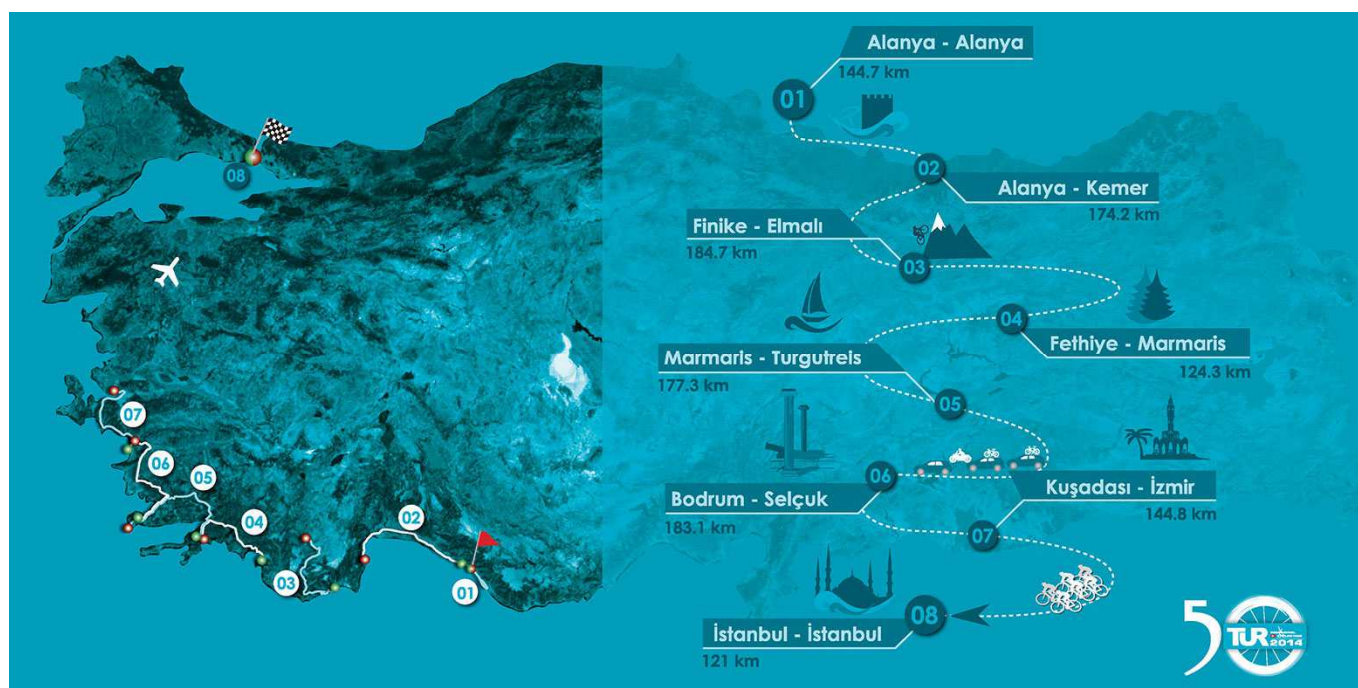 08
07
06
05
04
03
02
01
Alanya - Alanya
144.7 km
01
02
Alanya - Kemer
174.2 km
Finike - Elmalı
184.7 km
03
04
Fethiye - Marmaris
124.3 km
Marmaris - Turgutreis
177.3 km
05
06
Bodrum - Selçuk
183.1 km
Kuşadası - İzmir
144.8 km
07
08
İstanbul - İstanbul
121 km
50
TUR
2014